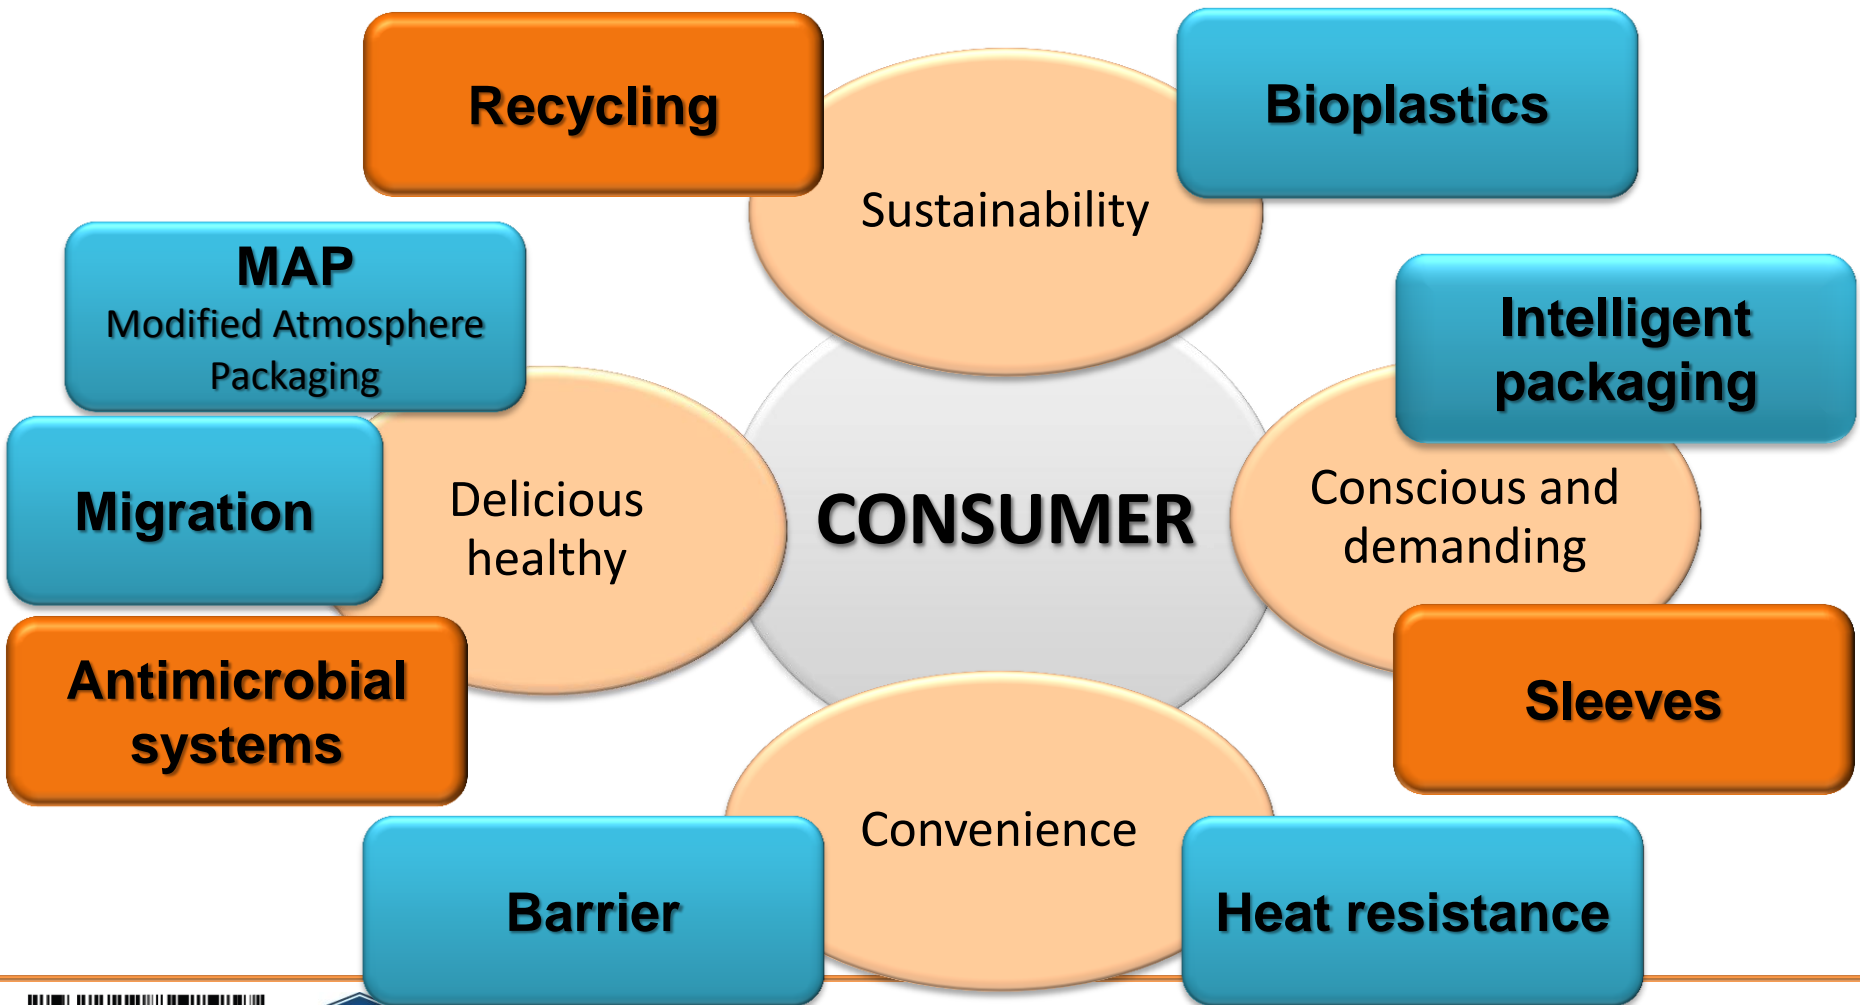 Recycling
Bioplastics
Sustainability
MAP
Modified Atmosphere
Packaging
Intelligent
packaging
Migration
Delicious
healthy
CONSUMER
Conscious and
demanding
Antimicrobial
systems
Sleeves
Convenience
Barrier
Heat resistance